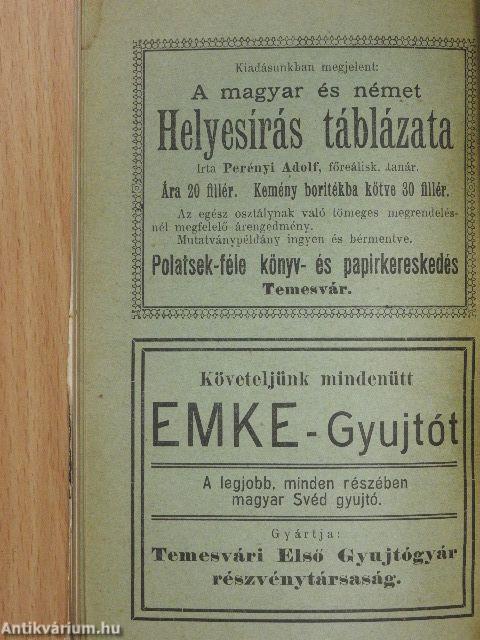 Kiadásunkban megjelent:
A magyar és német
Helyesírás táblázata
Irta Perényi Adolf, főreálisk. tanár.
Ára 20 fillér. Kemény boritékba kötve 30 fillér.
Az egész osztálynak való tömeges megrendelés-
nél megfelelő árengedmény.
Mutatványpéldány ingyen és bérmentve.
Polatsek-féle könyv- és papirkereskedés
Temesvár.
Követeljünk mindenütt
EMKE-Gyujtót
A legjobb, minden részében
magyar Svéd gyujtó.
Gyártja:
Temesvári Első Gyujtógyár
részvénytársaság.
Antikvárium.hu